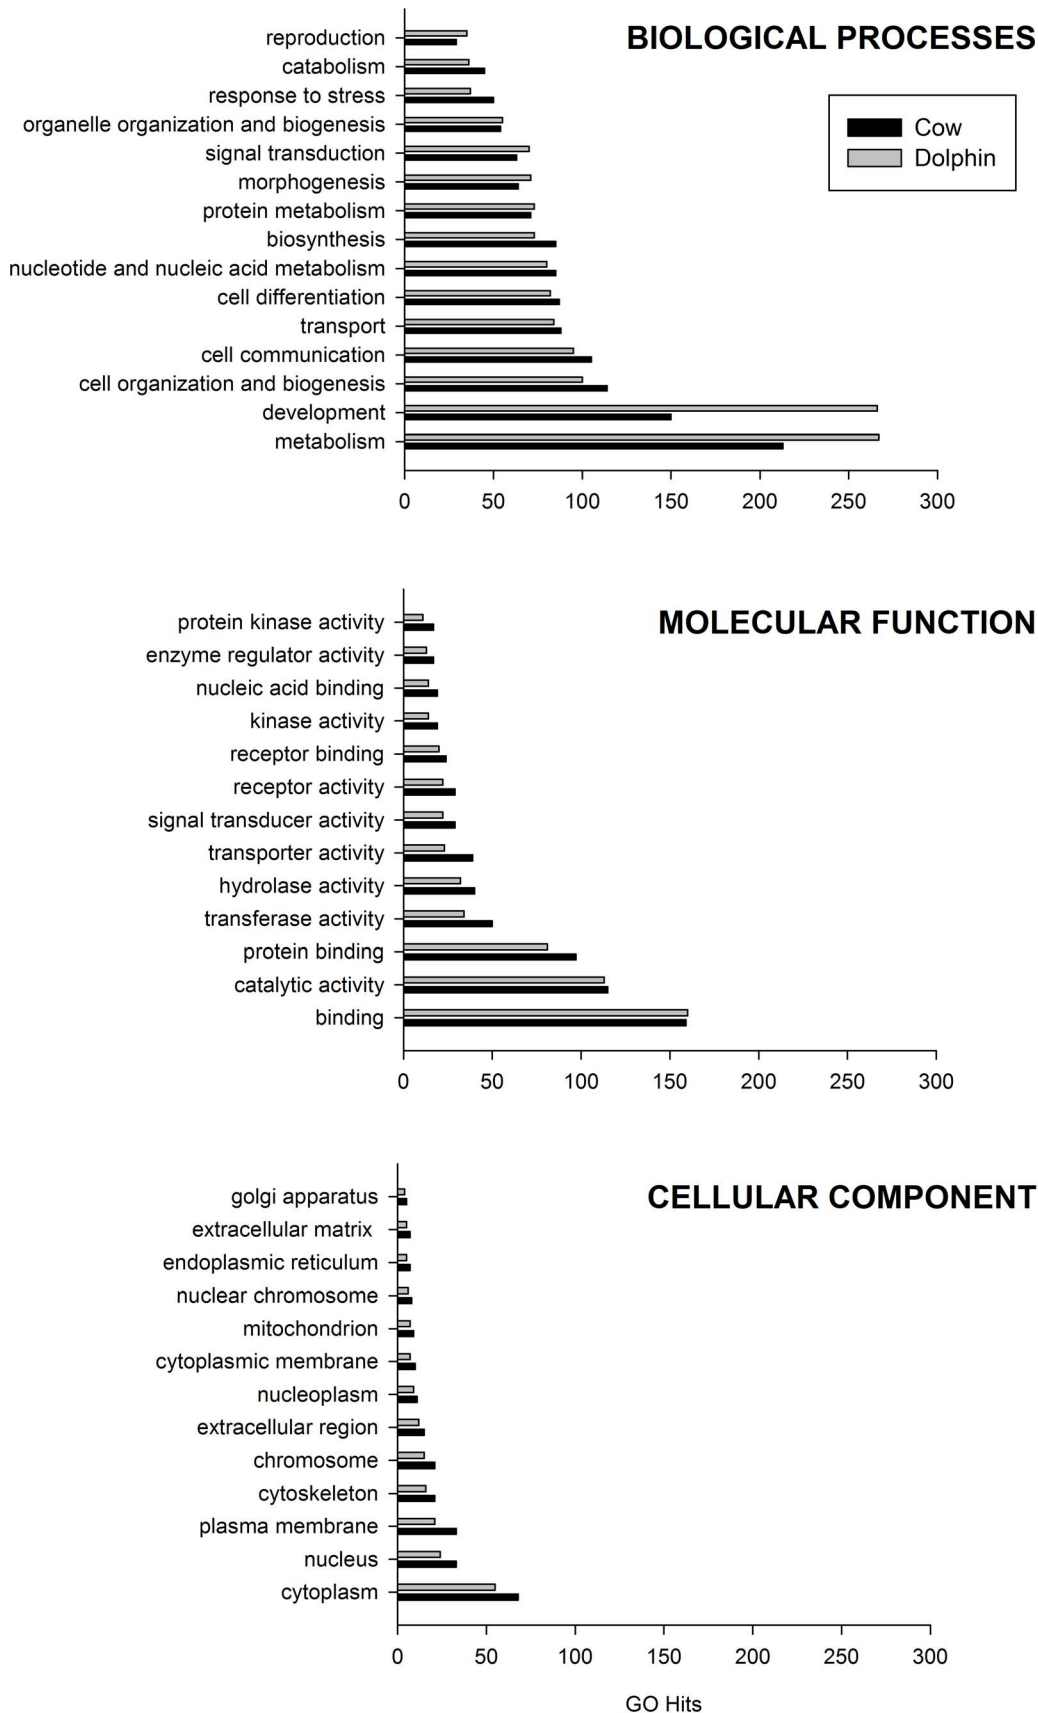 BIOLOGICAL PROCESSES
Cow
Dolphin
reproduction
catabolism
response to stress
organelle organization and biogenesis
signal transduction
morphogenesis
protein metabolism
biosynthesis
nucleotide and nucleic acid metabolism
cell differentiation
transport
cell communication
cell organization and biogenesis
development
metabolism
0 50 100 150 200 250 300
MOLECULAR FUNCTION
protein kinase activity
enzyme regulator activity
nucleic acid binding
kinase activity
receptor binding
receptor activity
signal transducer activity
transporter activity
hydrolase activity
transferase activity
protein binding
catalytic activity
binding
0 50 100 150 200 250 300
CELLULAR COMPONENT
golgi apparatus
extracellular matrix
endoplasmic reticulum
nuclear chromosome
mitochondrion
cytoplasmic membrane
nucleoplasm
extracellular region
chromosome
cytoskeleton
plasma membrane
nucleus
cytoplasm
0 50 100 150 200 250 300
GO Hits